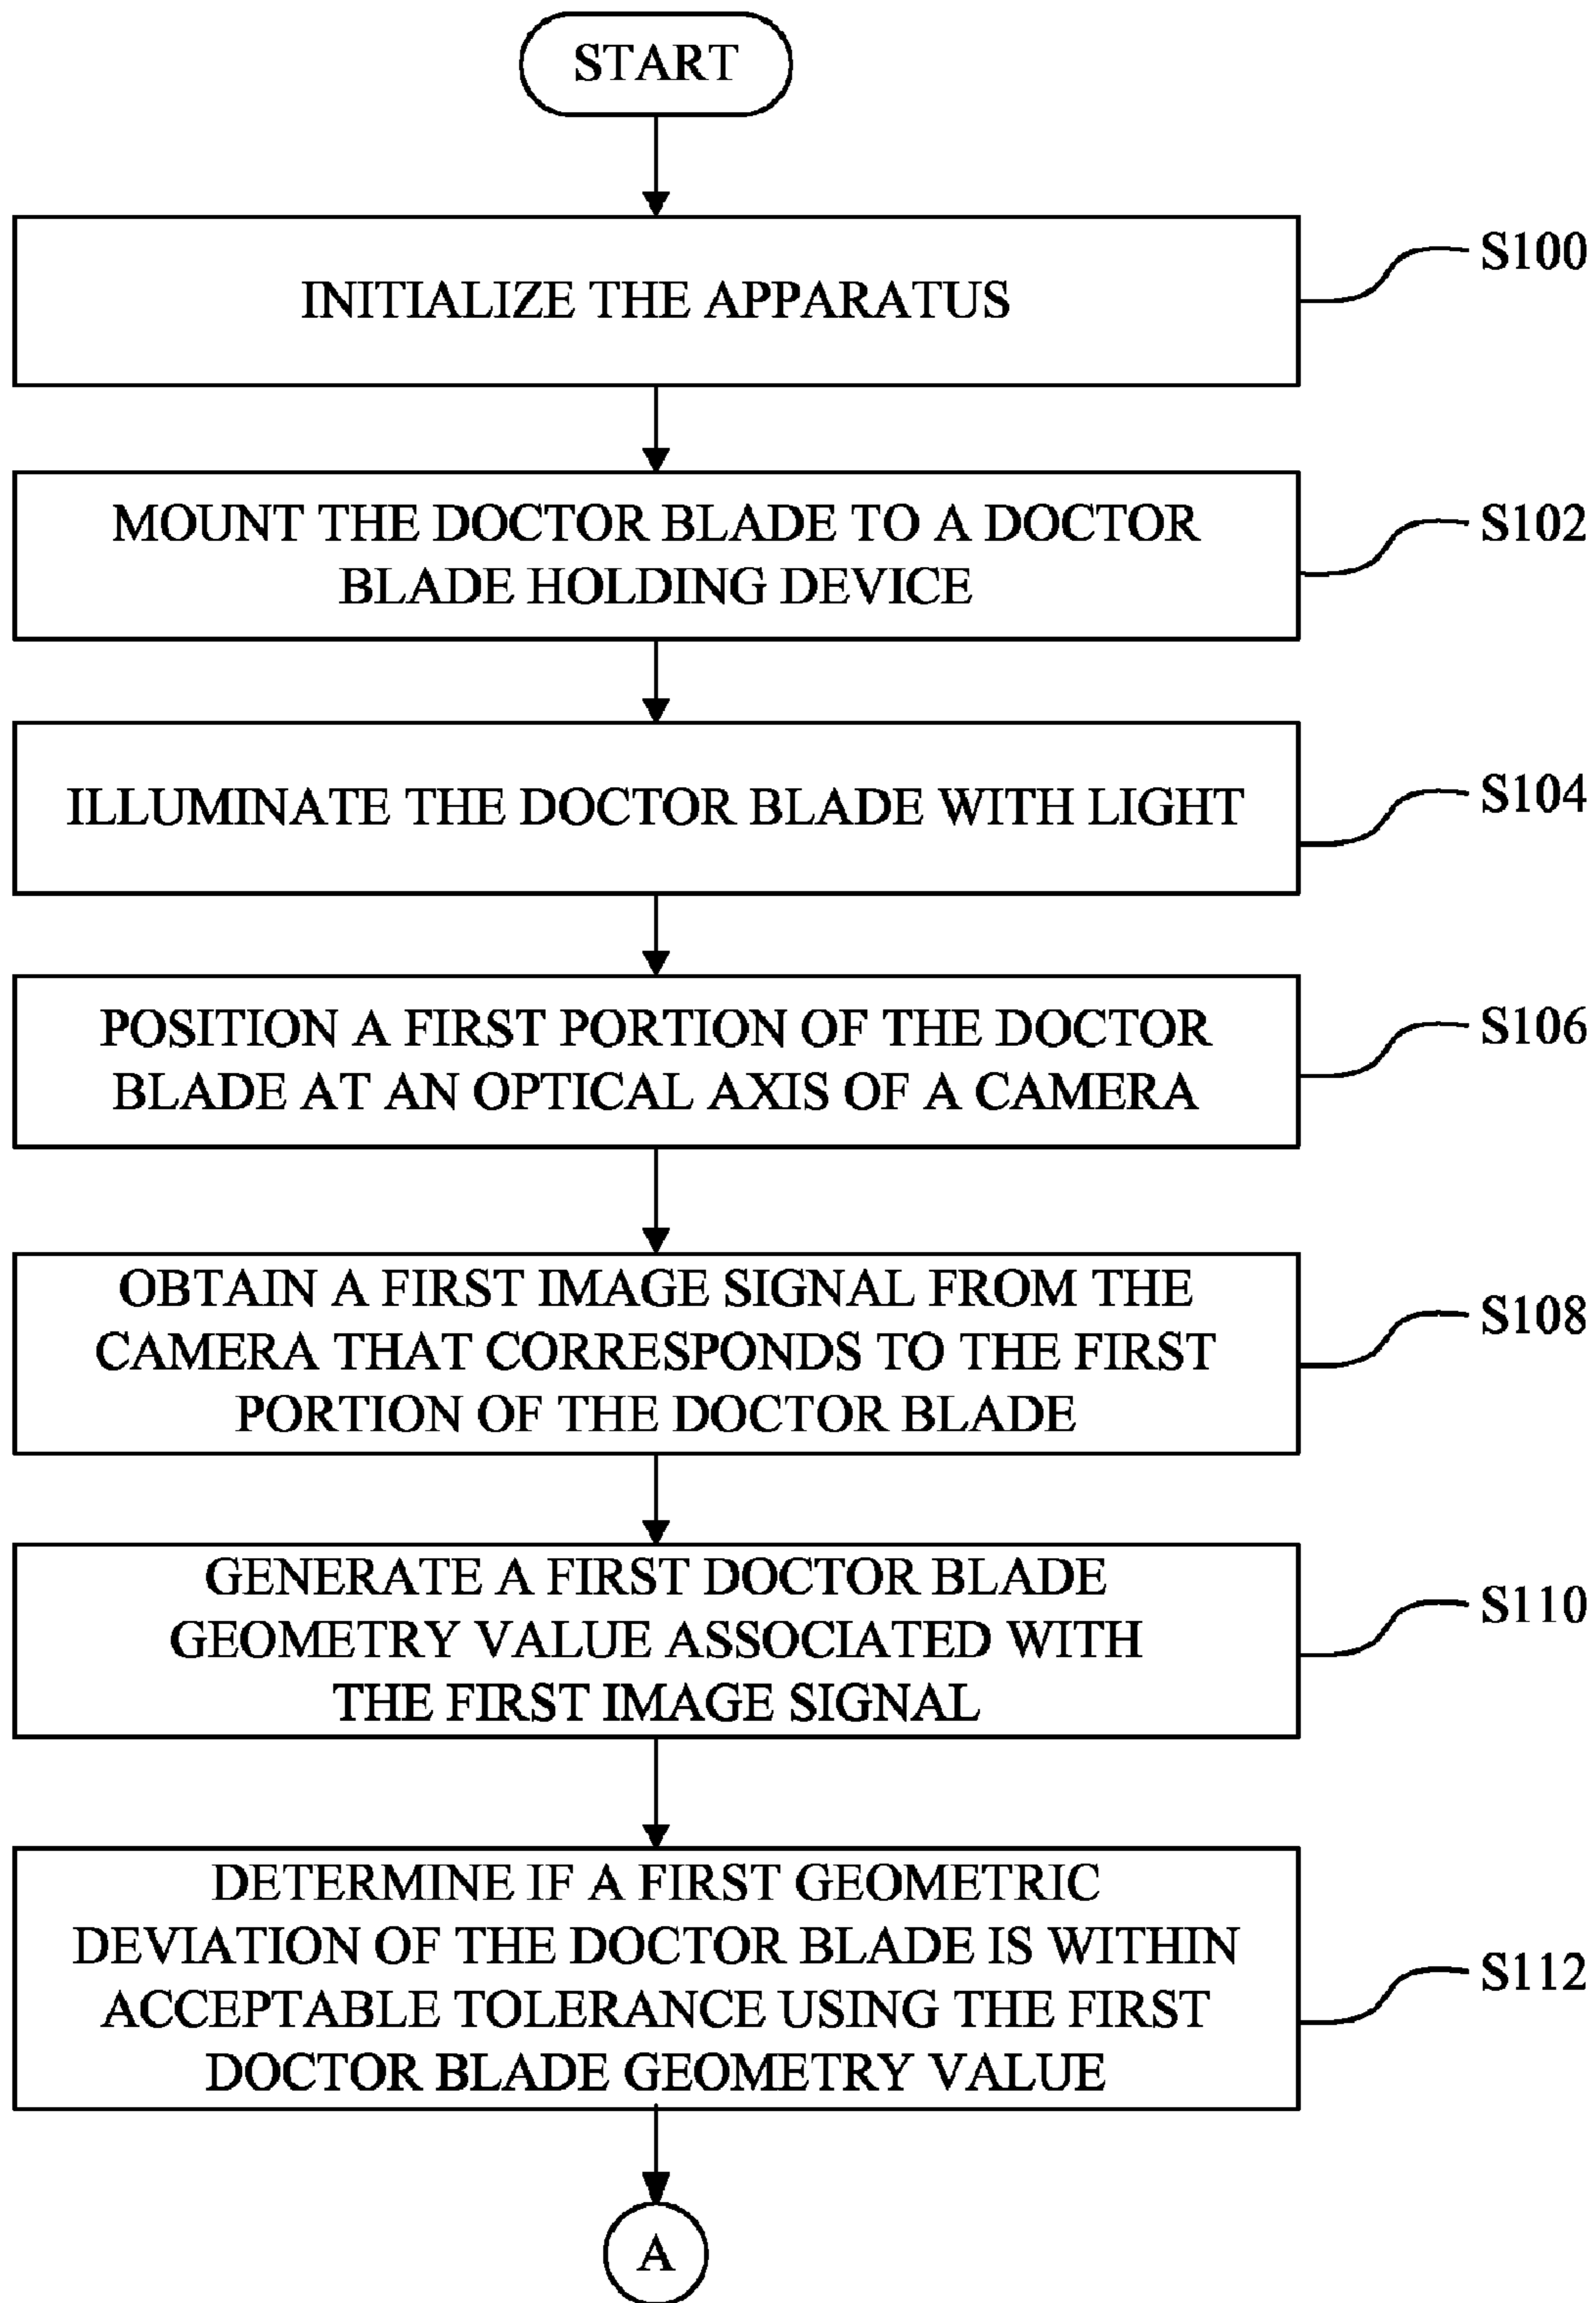 START
INITIALIZE THE APPARATUS
S100
MOUNT THE DOCTOR BLADE TO A DOCTOR
BLADE HOLDING DEVICE
S102
ILLUMINATE THE DOCTOR BLADE WITH LIGHT
S104
POSITION A FIRST PORTION OF THE DOCTOR
BLADE AT AN OPTICAL AXIS OF A CAMERA
S106
OBTAIN A FIRST IMAGE SIGNAL FROM THE
CAMERA THAT CORRESPONDS TO THE FIRST
PORTION OF THE DOCTOR BLADE
S108
GENERATE A FIRST DOCTOR BLADE
GEOMETRY VALUE ASSOCIATED WITH
THE FIRST IMAGE SIGNAL
S110
DETERMINE IF A FIRST GEOMETRIC
DEVIATION OF THE DOCTOR BLADE IS WITHIN
ACCEPTABLE TOLERANCE USING THE FIRST
DOCTOR BLADE GEOMETRY VALUE
S112
A